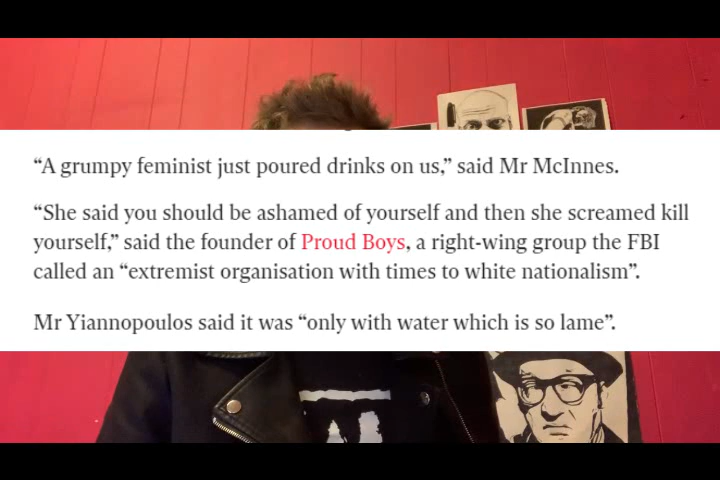 “A grumpy feminist just poured drinks on us,” said Mr McInnes.
“She said you should be ashamed of yourself and then she screamed kill
yourself,” said the founder of Proud Boys, a right-wing group the FBI
called an “extremist organisation with times to white nationalism”.
Mr Yiannopoulos said it was “only with water which is so lame”.